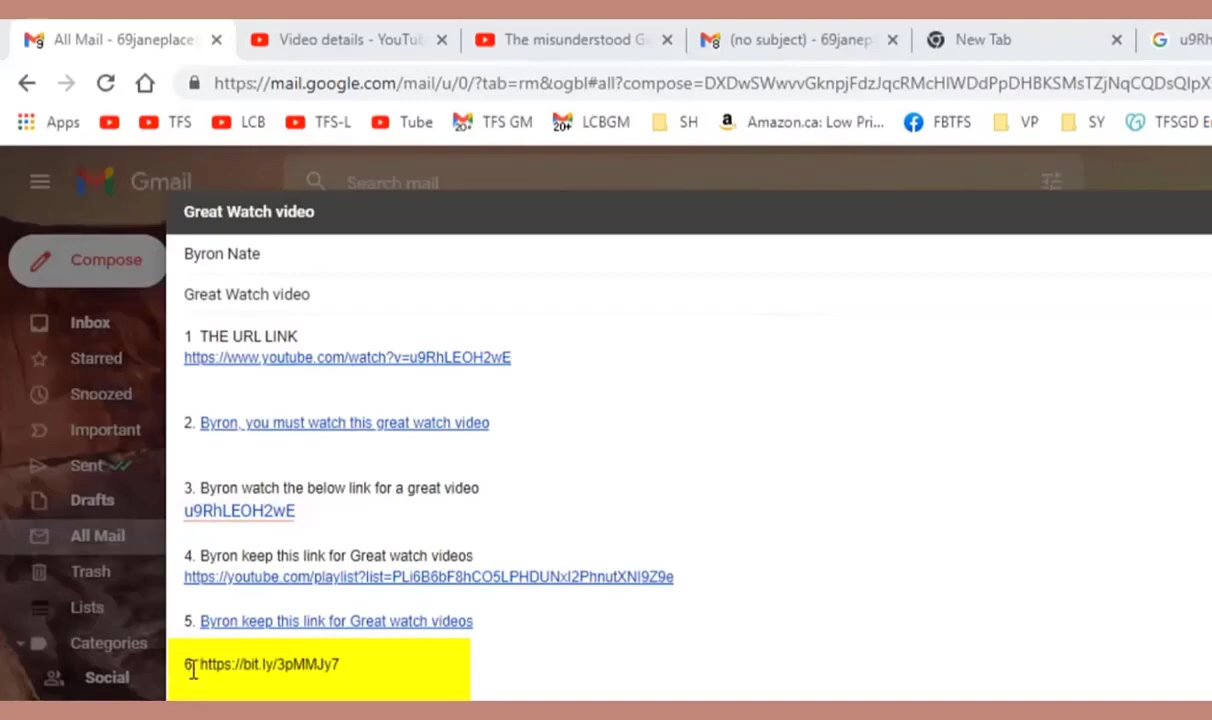 All Mail - 69janeplace
Video details - YouTu
The misunderstood G
(no subject) - 69janep
New Tab
u9Rh
https://mail.google.com/mail/u/0/?tab=rm&ogbl#all?compose=DXDwSWwvvGknpjFdzJqcRMcHlWDdPpDHBKSMsTZjNqCQDsQlpX
Apps
TFS
LCB
TFS-L
Tube
TFS GM
LCBGM
SH
Amazon.ca: Low Pri...
FBTFS
VP
SY
TFSGD
Gmail
Search mail
Great Watch video
Compose
Byron Nate
Great Watch video
Inbox
1 THE URL LINK
https://www.youtube.com/watch?v=u9RhLEOH2wE
Starred
Snoozed
Important
2. Byron, you must watch this great watch video
Sent
Drafts
3. Byron watch the below link for a great video
u9RhLEOH2wE
All Mail
Trash
4. Byron keep this link for Great watch videos
https://youtube.com/playlist?list=PLi6B6bF8hCO5LPHDUNxI2PhnutXNI9Z9e
Lists
5. Byron keep this link for Great watch videos
Categories
6. https://bit.ly/3pMMJy7
Social